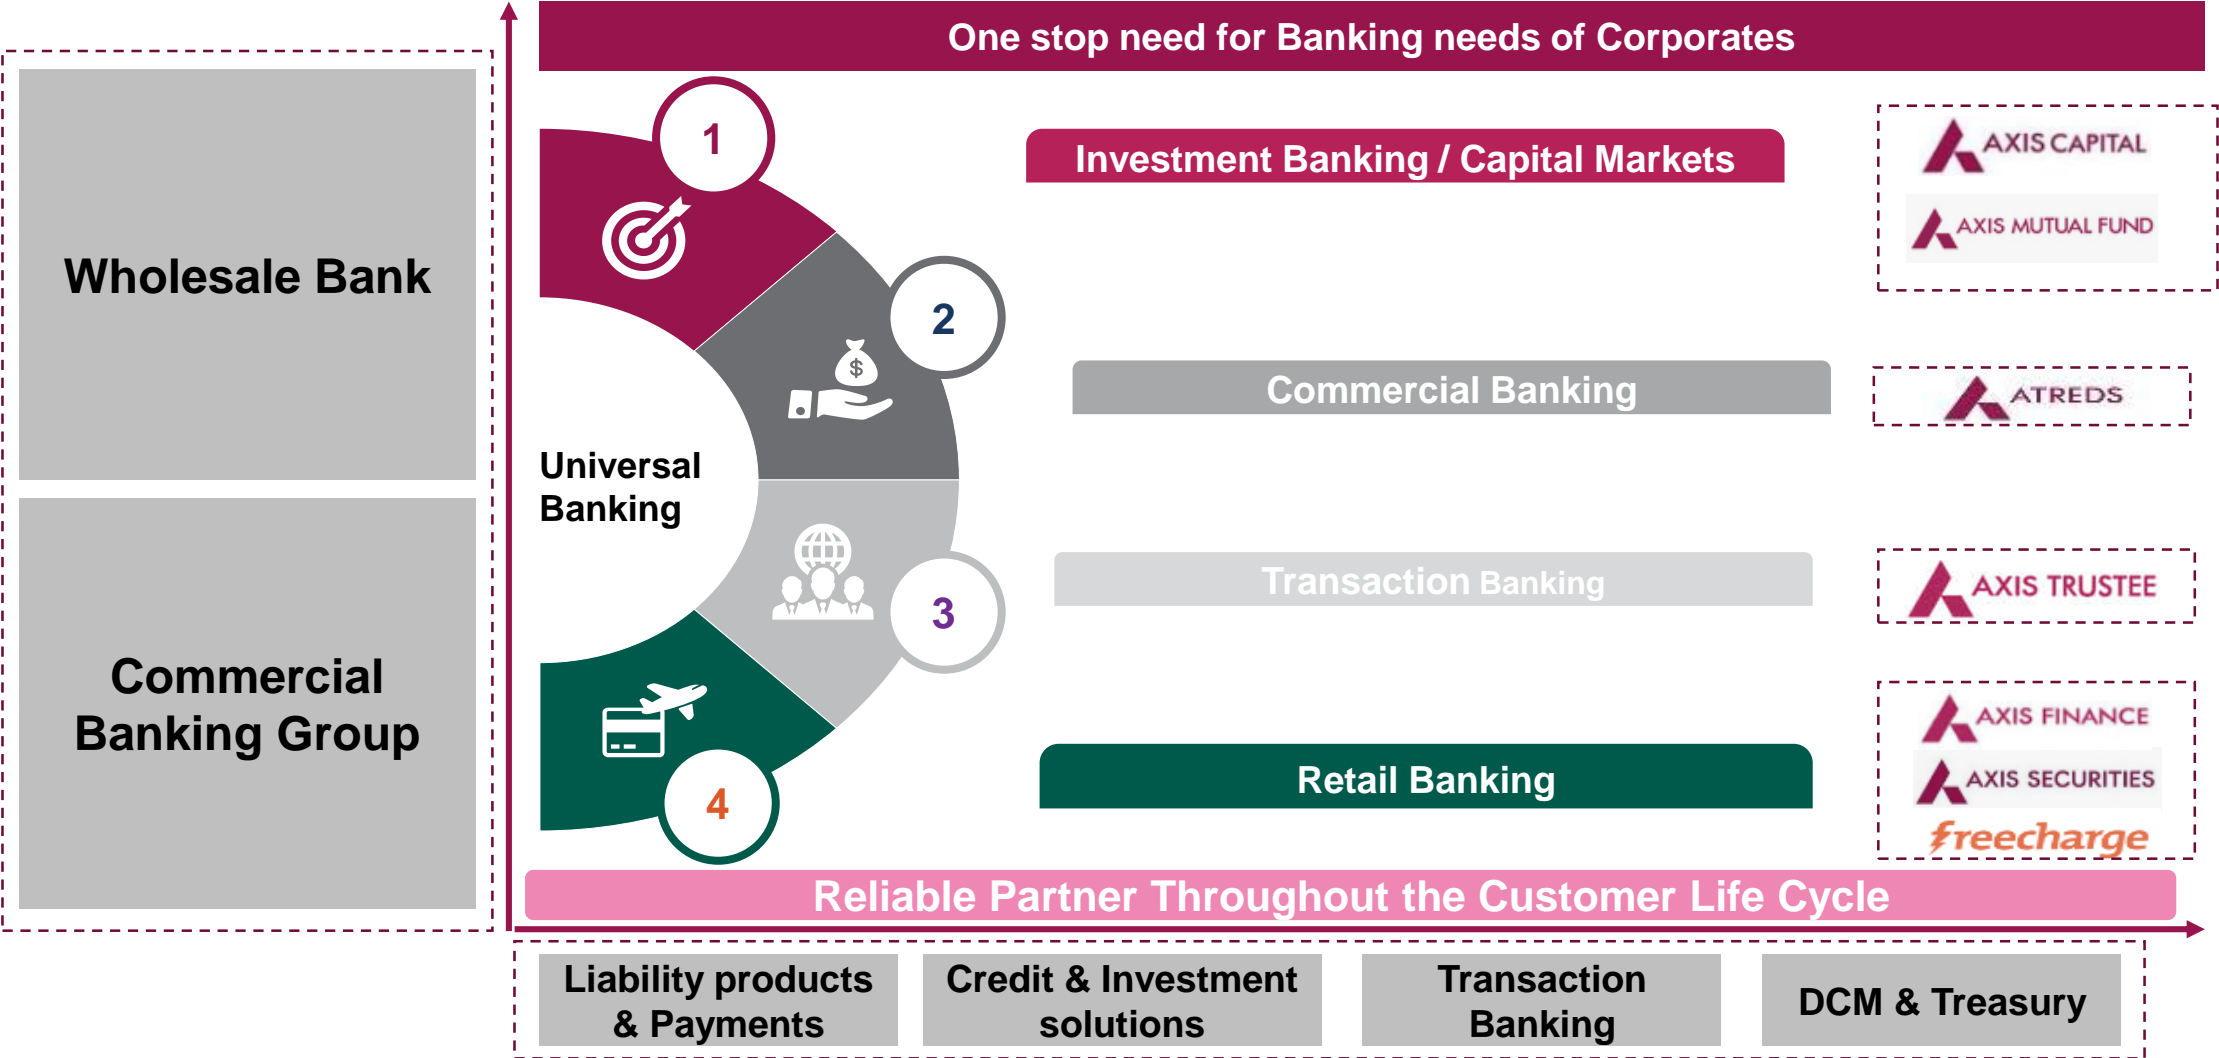 One stop need for Banking needs of Corporates
Wholesale Bank
Commercial
Banking Group
Universal
Banking
1
2
3
4
$
Investment Banking / Capital Markets
AXIS CAPITAL
AXIS MUTUAL FUND
Commercial Banking
ATREDS
Transaction Banking
AXIS TRUSTEE
Retail Banking
AXIS FINANCE
AXIS SECURITIES
freecharge
Reliable Partner Throughout the Customer Life Cycle
Liability products
& Payments
Credit & Investment
solutions
Transaction
Banking
DCM & Treasury